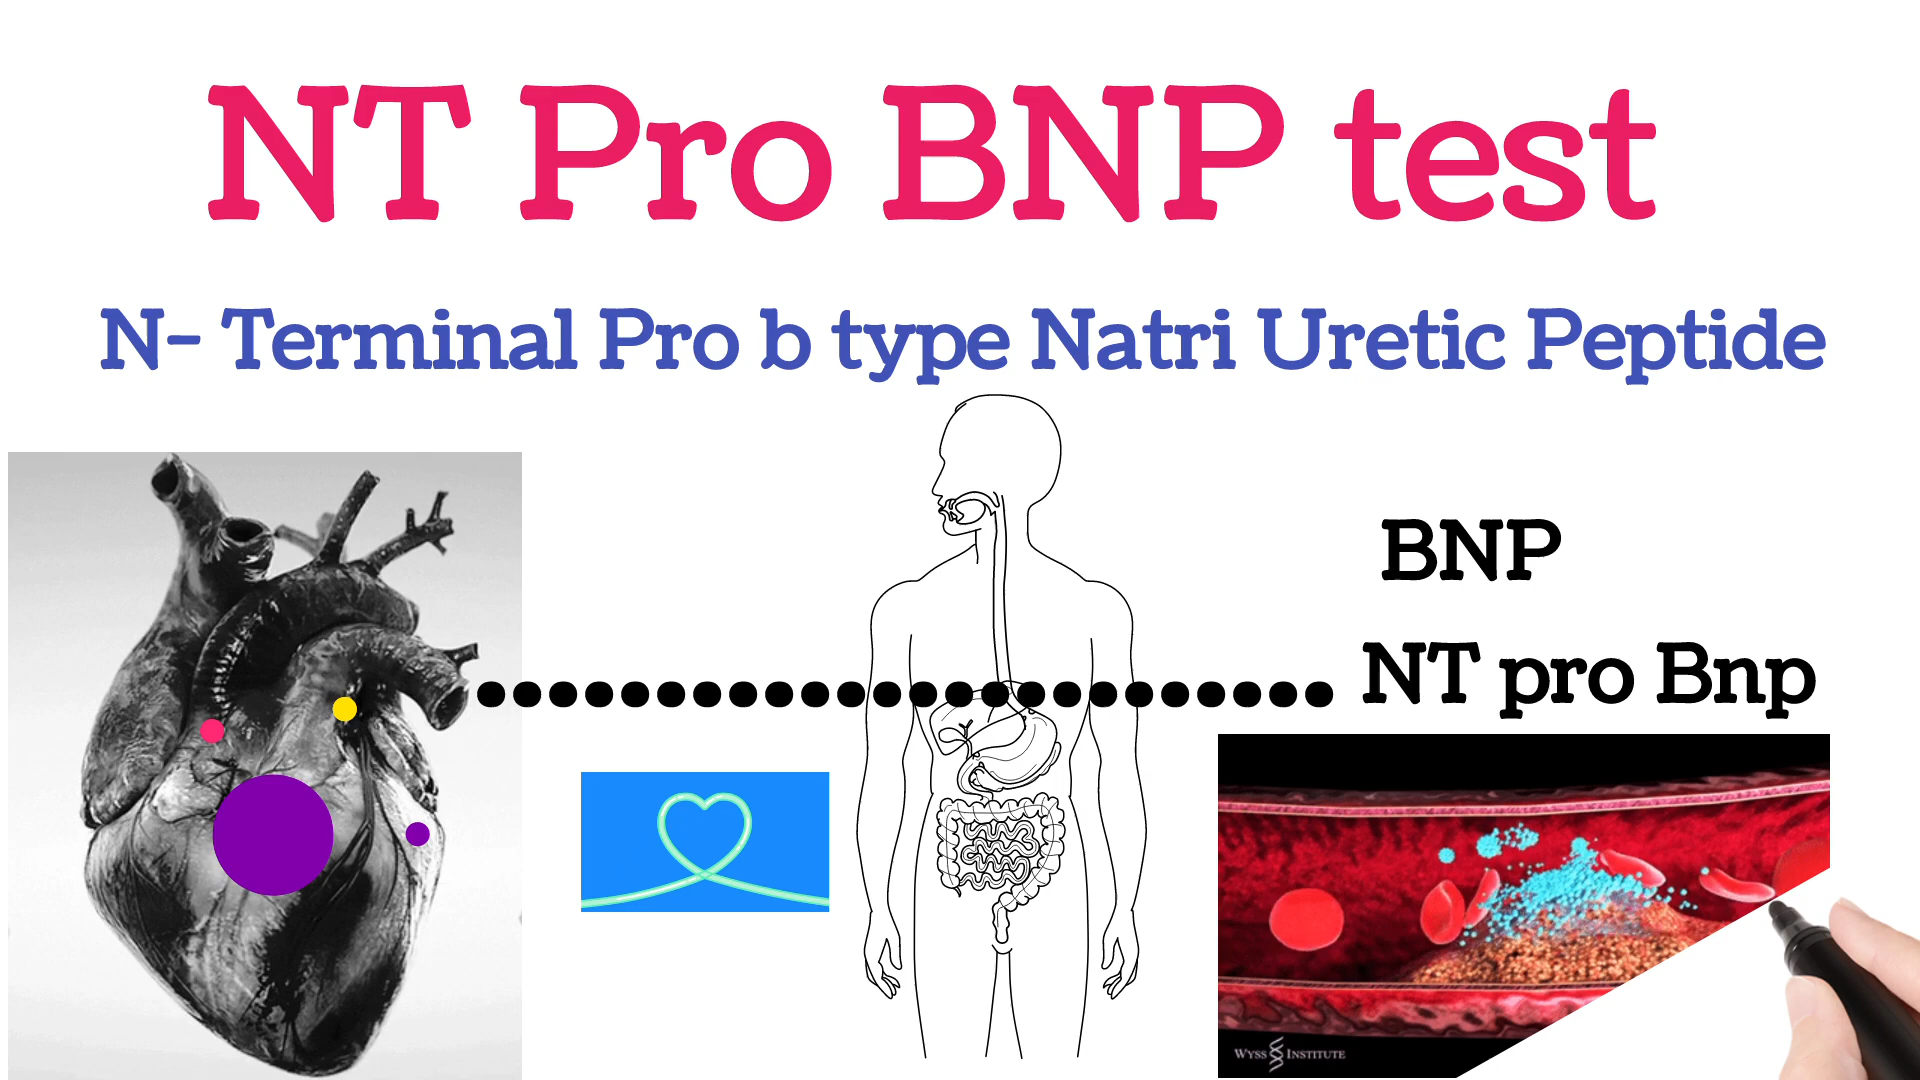 NT Pro BNP test
N- Terminal Pro b type Natri Uretic Peptide
BNP
NT pro Bnp
WYSS INSTITUTE